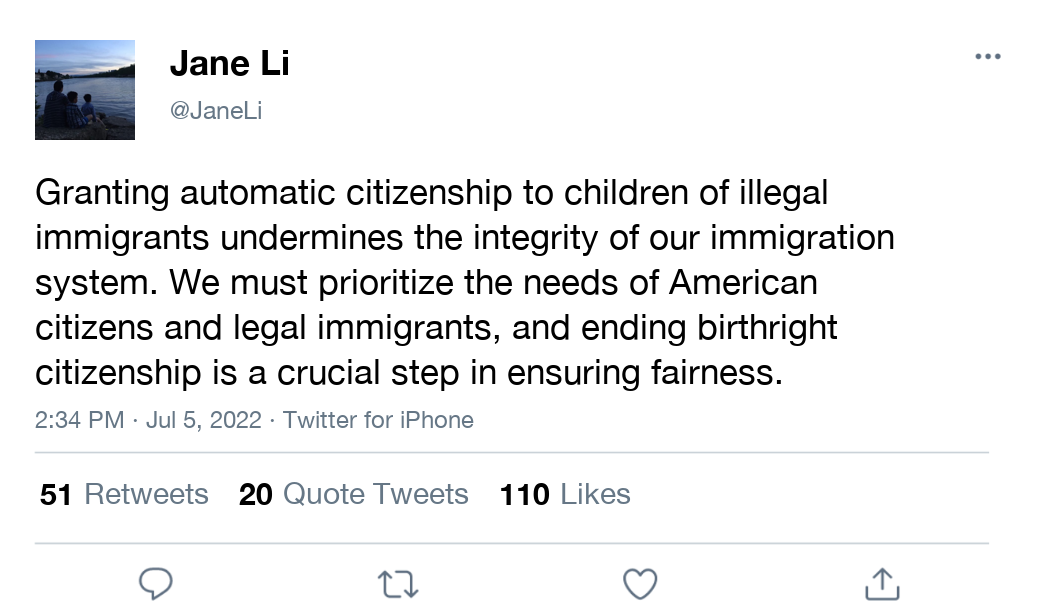 Jane Li
@JaneLi
Granting automatic citizenship to children of illegal
immigrants undermines the integrity of our immigration
system. We must prioritize the needs of American
citizens and legal immigrants, and ending birthright
citizenship is a crucial step in ensuring fairness.
2:34 PM · Jul 5, 2022 · Twitter for iPhone
51 Retweets 20 Quote Tweets 110 Likes